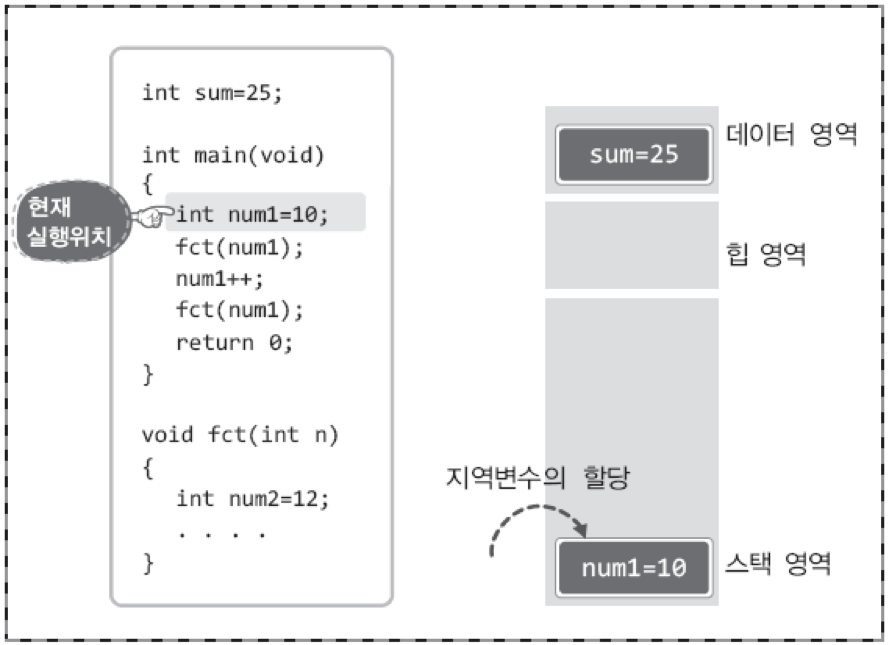 int sum=25;
int main(void)
{
int num1=10;
fct(num1);
num1++;
fct(num1);
return 0;
}
void fct(int n)
{
int num2=12;
. . . .
}
현재
실행위치
sum=25
데이터 영역
힙 영역
지역변수의 할당
num1=10
스택 영역